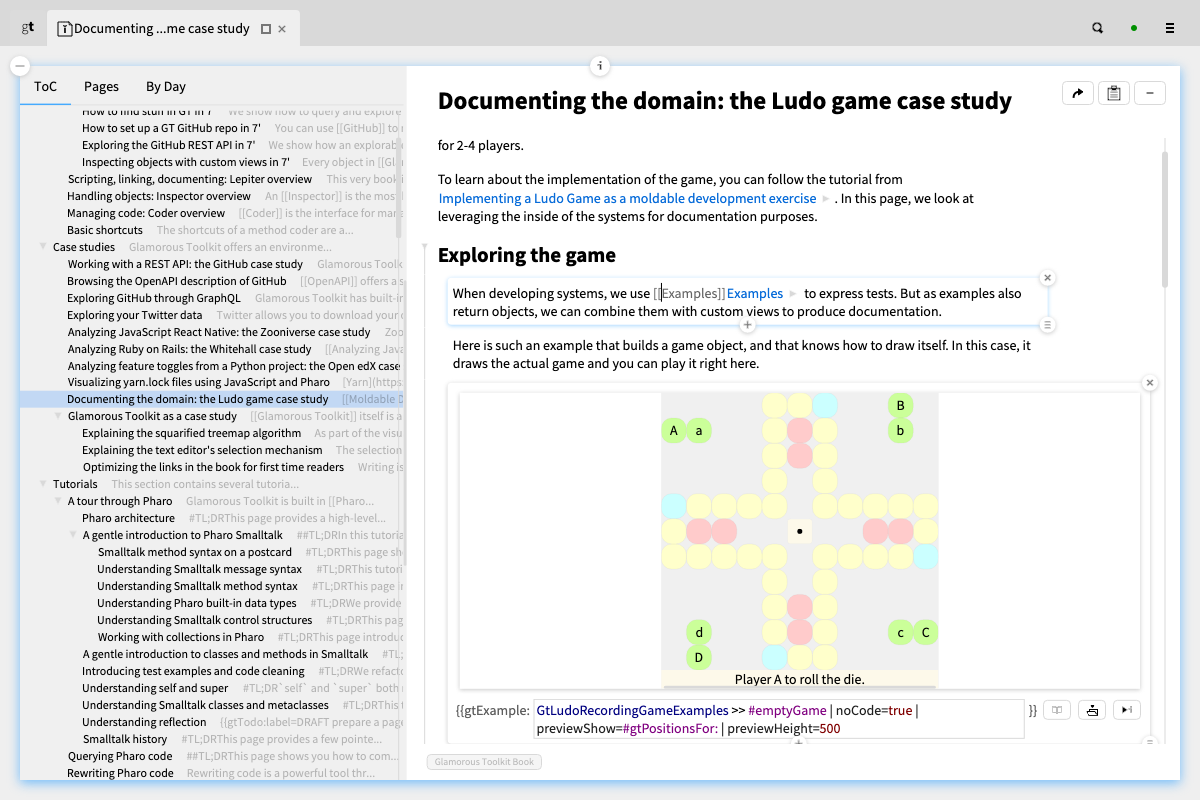 gt
Documenting ...me case study
ToC
Pages
By Day
How to find stuff in GT in 7' We show how to query and explore
How to set up a GT GitHub repo in 7' You can use [[GitHub]] to
Exploring the GitHub REST API in 7' We show how an explorab
Inspecting objects with custom views in 7' Every object in [[Gla
Scripting, linking, documenting: Lepiter overview This very book i
Handling objects: Inspector overview An [[Inspector]] is the most
Managing code: Coder overview [[Coder]] is the interface for man
Basic shortcuts The shortcuts of a method coder are a...
Case studies Glamorous Toolkit offers an environme...
Working with a REST API: the GitHub case study Glamorous Toolk
Browsing the OpenAPI description of GitHub [[OpenAPI]] offers a s
Exploring GitHub through GraphQL Glamorous Toolkit has built-in
Exploring your Twitter data Twitter allows you to download your c
Analyzing JavaScript React Native: the Zooniverse case study Zoo
Analyzing Ruby on Rails: the Whitehall case study [[Analyzing Java
Analyzing feature toggles from a Python project: the Open edX case
Visualizing yarn.lock files using JavaScript and Pharo [Yarn](https
Documenting the domain: the Ludo game case study [[Moldable D
Glamorous Toolkit as a case study [[Glamorous Toolkit]] itself is a
Explaining the squarified treemap algorithm As part of the visu
Explaining the text editor's selection mechanism The selection
Optimizing the links in the book for first time readers Writing is
Tutorials This section contains several tutoria...
A tour through Pharo Glamorous Toolkit is built in [[Pharo...
Pharo architecture #TL;DRThis page provides a high-level...
A gentle introduction to Pharo Smalltalk ##TL;DRIn this tutoria
Smalltalk method syntax on a postcard #TL;DRThis page sh
Understanding Smalltalk message syntax #TL;DRThis tutori
Understanding Smalltalk method syntax #TL;DRThis page i
Understanding Pharo built-in data types #TL;DRWe provide
Understanding Smalltalk control structures #TL;DRThis pag
Working with collections in Pharo #TL;DRThis page introduc
A gentle introduction to classes and methods in Smalltalk #TL;DR
Introducing test examples and code cleaning #TL;DRWe refact
Understanding self and super #TL;DR`self` and `super` both
Understanding Smalltalk classes and metaclasses #TL;DRThis
Understanding reflection {{gtTodo:label=DRAFT prepare a page
Smalltalk history #TL;DRThis page provides a few pointe...
Querying Pharo code ##TL;DRThis page shows you how to com...
Rewriting Pharo code Rewriting code is a powerful tool thr...
Documenting the domain: the Ludo game case study
for 2-4 players.
To learn about the implementation of the game, you can follow the tutorial from
Implementing a Ludo Game as a moldable development exercise . In this page, we look at
leveraging the inside of the systems for documentation purposes.
Exploring the game
When developing systems, we use [[Examples]]Examples to express tests. But as examples also
return objects, we can combine them with custom views to produce documentation.
Here is such an example that builds a game object, and that knows how to draw itself. In this case, it
draws the actual game and you can play it right here.
B
A a b
d c C
D
Player A to roll the die.
{{gtExample: GtLudoRecordingGameExamples >> #emptyGame | noCode=true | }}
previewShow=#gtPositionsFor: | previewHeight=500
Glamorous Toolkit Book